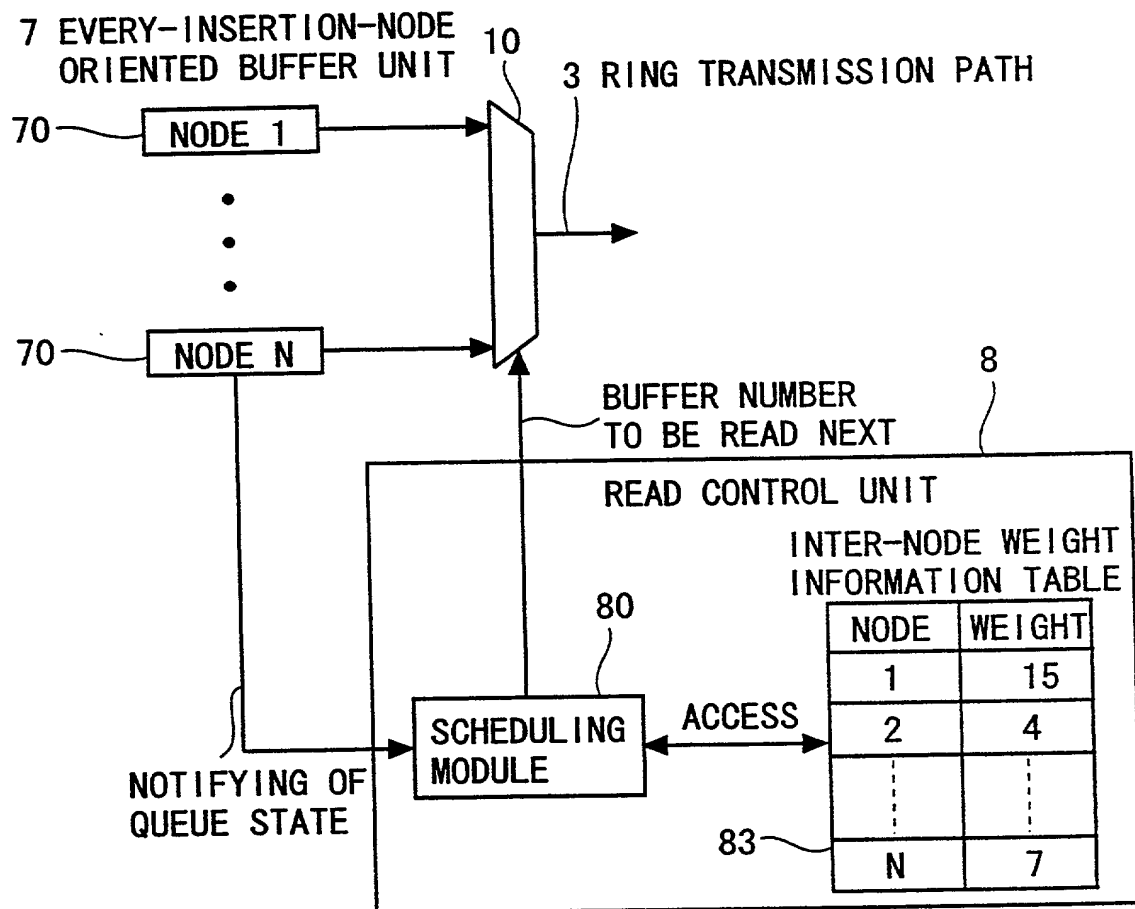 7 EVERY-INSERTION-NODE
ORIENTED BUFFER UNIT
10
3 RING TRANSMISSION PATH
70
NODE 1
70
NODE N
8
BUFFER NUMBER
TO BE READ NEXT
READ CONTROL UNIT
INTER-NODE WEIGHT
INFORMATION TABLE
80
NODE WEIGHT
1 15
2 4
N 7
SCHEDULING
MODULE
ACCESS
NOTIFYING OF
QUEUE STATE
83